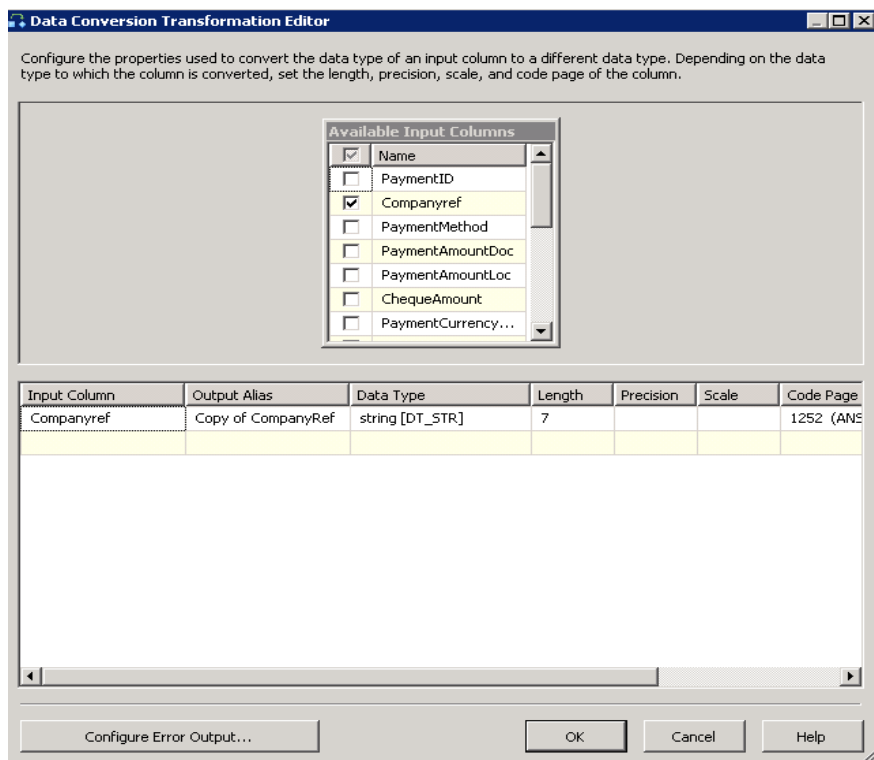 Data Conversion Transformation Editor
Configure the properties used to convert the data type of an input column to a different data type. Depending on the data
type to which the column is converted, set the length, precision, scale, and code page of the column.
Available Input Columns
Name
PaymentID
Companyref
PaymentMethod
PaymentAmountDoc
PaymentAmountLoc
ChequeAmount
PaymentCurrency...
Input Column Output Alias Data Type Length Precision Scale Code Page
Companyref Copy of CompanyRef string [DT_STR] 7 1252 (ANS
Configure Error Output... OK Cancel Help